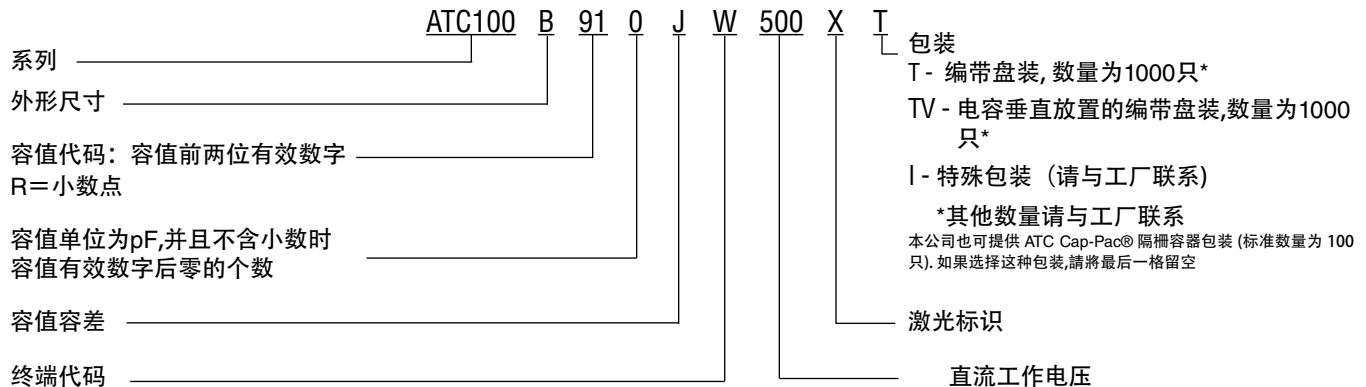 ATC100 B 91 0 J W 500 X T
系列
外形尺寸
容值代码：容值前两位有效数字
R＝小数点
容值单位为pF,并且不含小数时
容值有效数字后零的个数
容值容差
终端代码
包装
T - 编带盘装, 数量为1000只*
TV - 电容垂直放置的编带盘装,数量为1000
只*
I - 特殊包装（请与工厂联系)
*其他数量请与工厂联系
本公司也可提供 ATC Cap-Pac® 隔栅容器包装 (标准数量为 100
只). 如果选择这种包装,請將最后一格留空
激光标识
直流工作电压